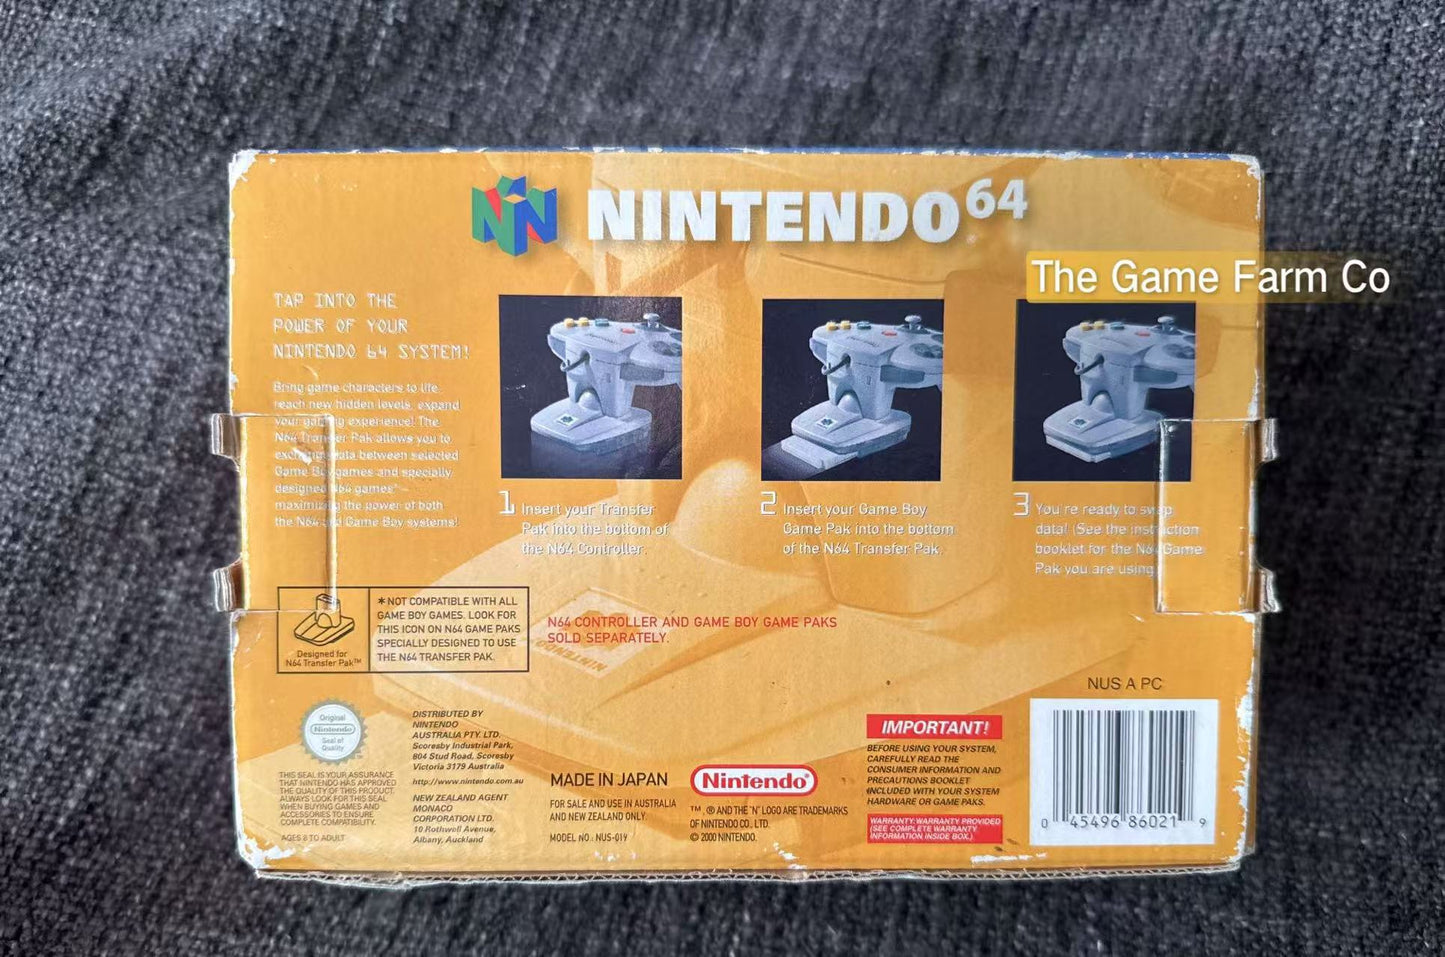 NINTENDO 64
The Game Farm Co
TAP INTO THE
POWER OF YOUR
NINTENDO 64 SYSTEM!
Bring game characters to life
reach new hidden levels, expand
your gaming experience! The
N64 Transfer Pak allows you to
exchange data between selected
Game Boy games and specially
designed N64 games* –
maximizing the power of both
the N64 and Game Boy systems!
1 Insert your Transfer
Pak into the bottom of
the N64 Controller.
2 Insert your Game Boy
Game Pak into the bottom
of the N64 Transfer Pak.
3 You're ready to swap
data! (See the instruction
booklet for the N64 Game
Pak you are using)
Designed for
N64 Transfer Pak™
* NOT COMPATIBLE WITH ALL
GAME BOY GAMES. LOOK FOR
THIS ICON ON N64 GAME PAKS
SPECIALLY DESIGNED TO USE
THE N64 TRANSFER PAK.
N64 CONTROLLER AND GAME BOY GAME PAKS
SOLD SEPARATELY.
Original
Nintendo
Seal of
Quality
THIS SEAL IS YOUR ASSURANCE
THAT NINTENDO HAS APPROVED
THE QUALITY OF THIS PRODUCT.
ALWAYS LOOK FOR THIS SEAL
WHEN BUYING GAMES AND
ACCESSORIES TO ENSURE
COMPLETE COMPATIBILITY.
AGES 8 TO ADULT
DISTRIBUTED BY
NINTENDO
AUSTRALIA PTY. LTD.
Scoresby Industrial Park,
804 Stud Road, Scoresby
Victoria 3179 Australia
http://www.nintendo.com.au
NEW ZEALAND AGENT
MONACO
CORPORATION LTD.
10 Rothwell Avenue,
Albany, Auckland
MADE IN JAPAN
FOR SALE AND USE IN AUSTRALIA
AND NEW ZEALAND ONLY.
MODEL NO.: NUS-019
Nintendo®
™, ® AND THE "N" LOGO ARE TRADEMARKS
OF NINTENDO CO., LTD.
© 2000 NINTENDO.
IMPORTANT!
BEFORE USING YOUR SYSTEM,
CAREFULLY READ THE
CONSUMER INFORMATION AND
PRECAUTIONS BOOKLET
INCLUDED WITH YOUR SYSTEM
HARDWARE OR GAME PAKS.
WARRANTY: WARRANTY PROVIDED
(SEE COMPLETE WARRANTY
INFORMATION INSIDE BOX.)
NUS A PC
0 45496 86021 9